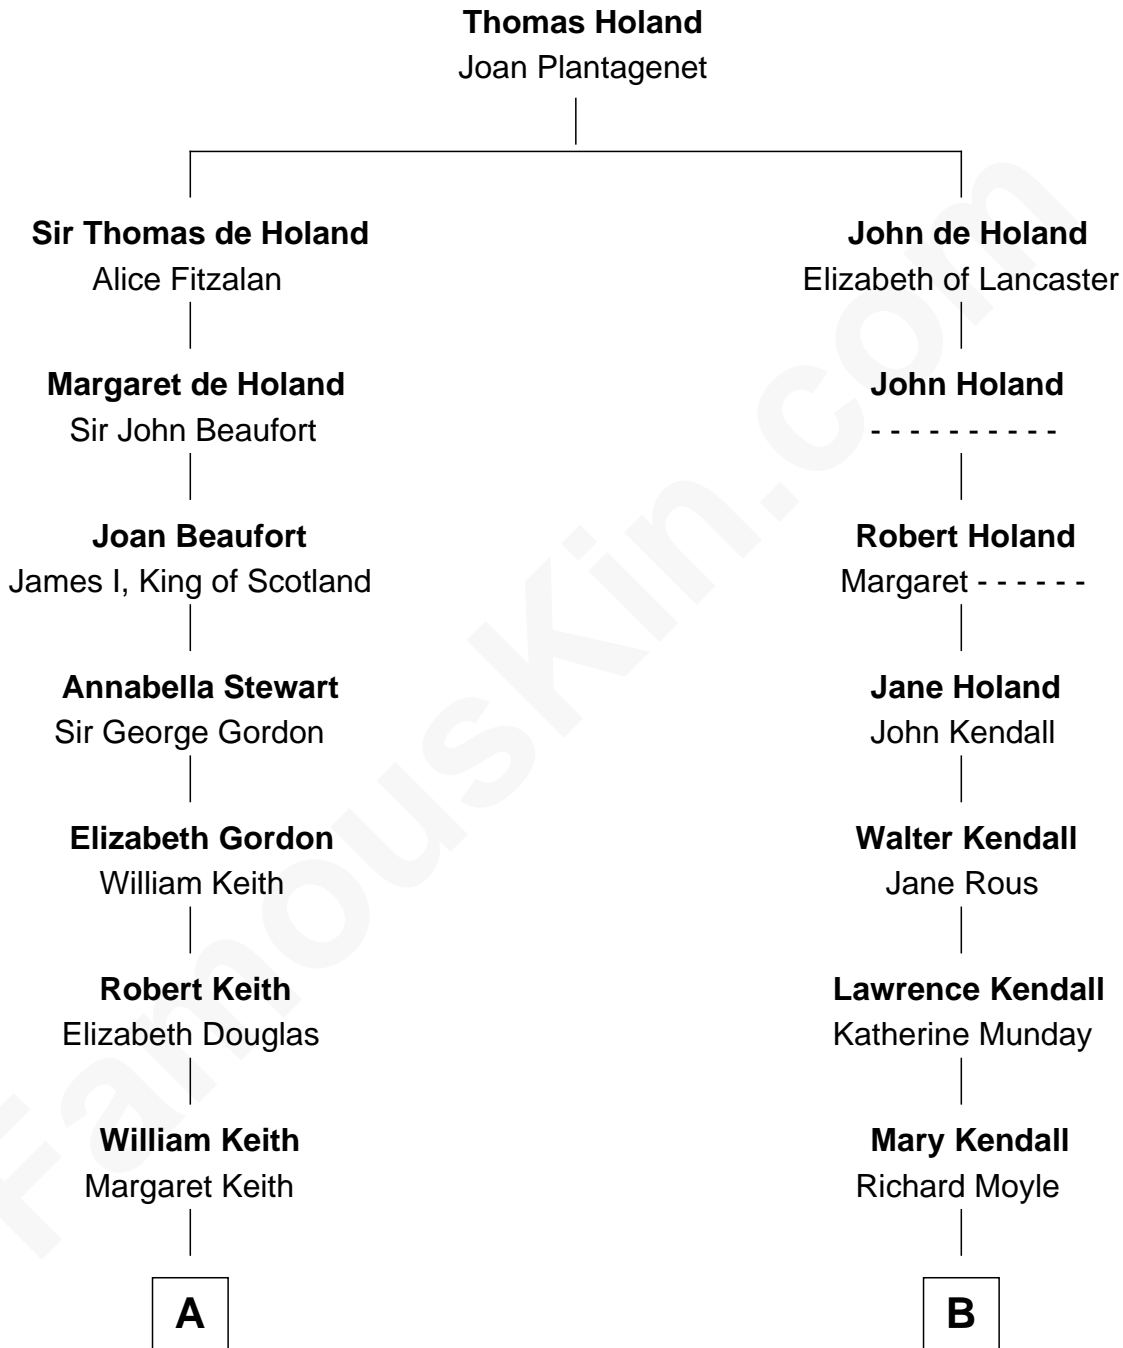 Thomas Holand
Joan Plantagenet
Sir Thomas de Holand
Alice Fitzalan
Margaret de Holand
Sir John Beaufort
Joan Beaufort
James I, King of Scotland
Annabella Stewart
Sir George Gordon
Elizabeth Gordon
William Keith
Robert Keith
Elizabeth Douglas
William Keith
Margaret Keith
A
John de Holand
Elizabeth of Lancaster
John Holand
- - - - - - - - - -
Robert Holand
Margaret - - - - - -
Jane Holand
John Kendall
Walter Kendall
Jane Rous
Lawrence Kendall
Katherine Munday
Mary Kendall
Richard Moyle
B
FamousKin.com